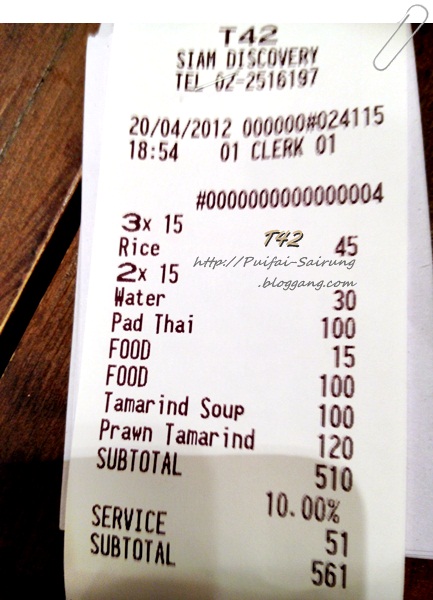 T42
SIAM DISCOVERY
TEL 02-2516197
20/04/2012 000000#024115
18:54 01 CLERK 01
#0000000000000004
3x 15
Rice 45
2x 15
Water 30
Pad Thai 100
FOOD 15
FOOD 100
Tamarind Soup 100
Prawn Tamarind 120
SUBTOTAL 510
10.00%
SERVICE 51
SUBTOTAL 561
T42
http://Puifai-Sairung
.bloggang.com